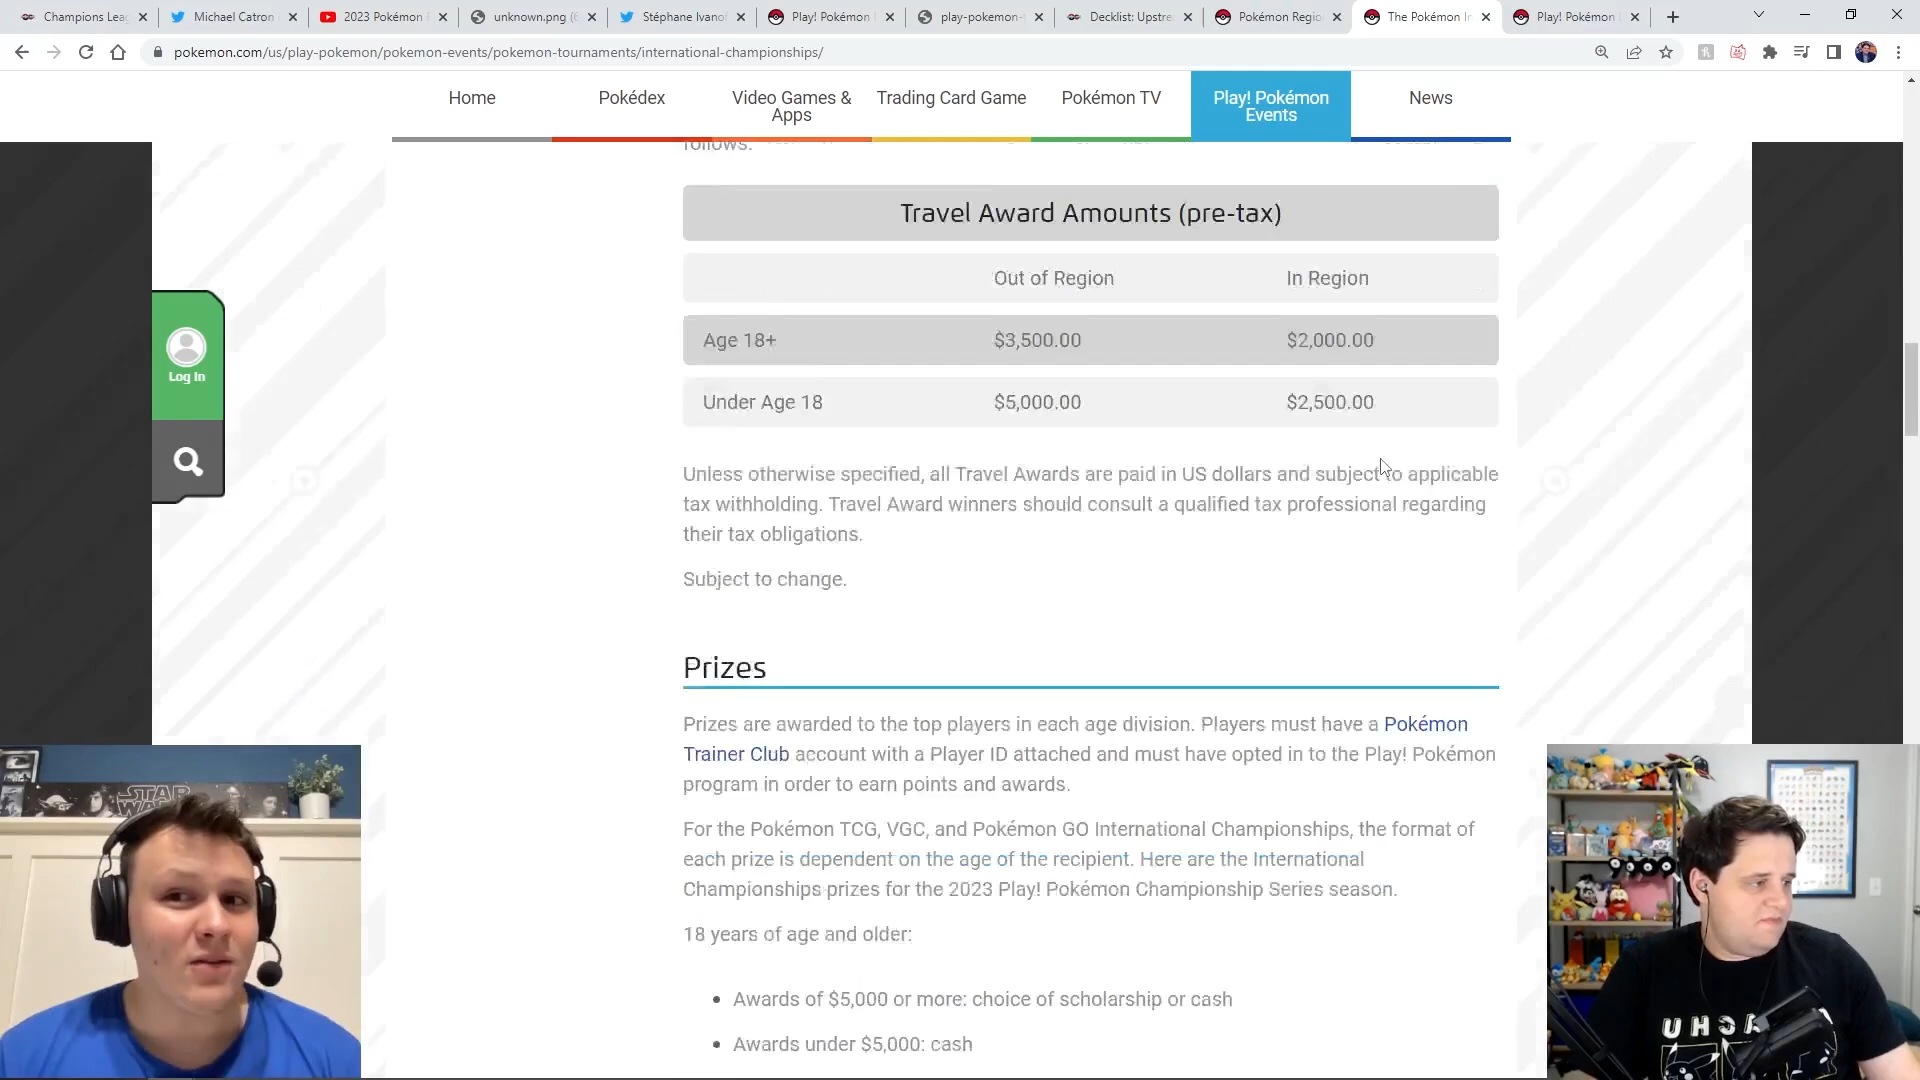 Champions Leag
Michael Catron
2023 Pokémon
unknown.png (6
Stéphane Ivanof
Play! Pokémon
play-pokemon-t
Decklist: Upstre
Pokémon Regio
The Pokémon In
Play! Pokémon
pokemon.com/us/play-pokemon/pokemon-events/pokemon-tournaments/international-championships/
Home
Pokédex
Video Games &
Apps
Trading Card Game
Pokémon TV
Play! Pokémon
Events
News
follows:
Travel Award Amounts (pre-tax)
Out of Region
In Region
Age 18+
$3,500.00
$2,000.00
Under Age 18
$5,000.00
$2,500.00
Log In
Unless otherwise specified, all Travel Awards are paid in US dollars and subject to applicable
tax withholding. Travel Award winners should consult a qualified tax professional regarding
their tax obligations.
Subject to change.
Prizes
Prizes are awarded to the top players in each age division. Players must have a Pokémon
Trainer Club account with a Player ID attached and must have opted in to the Play! Pokémon
program in order to earn points and awards.
For the Pokémon TCG, VGC, and Pokémon GO International Championships, the format of
each prize is dependent on the age of the recipient. Here are the International
Championships prizes for the 2023 Play! Pokémon Championship Series season.
18 years of age and older:
Awards of $5,000 or more: choice of scholarship or cash
Awards under $5,000: cash
STAR
WARS